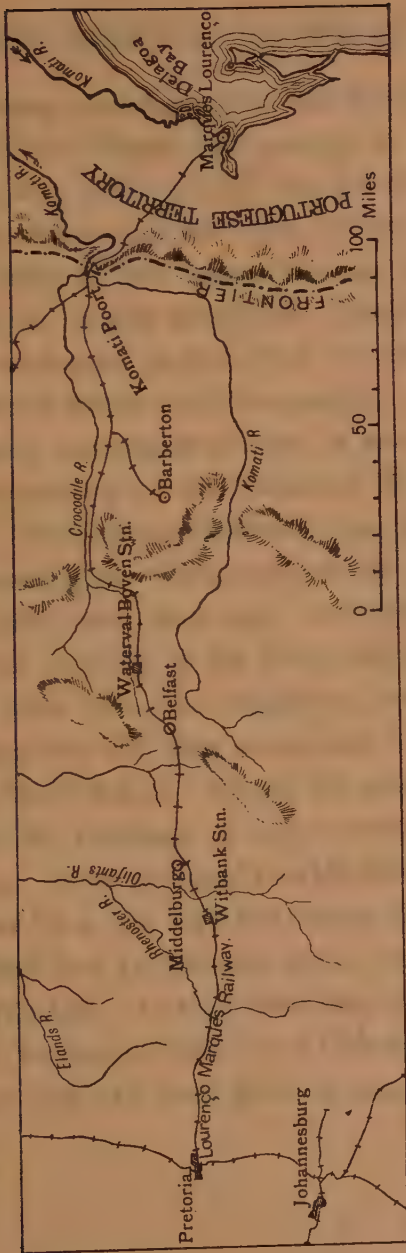 Elands R.
Rhenoster R.
Olifants R.
Crocodile R.
Komati R.
Komati R.
Delagoa
Bay
Marques Lourenço
Pretoria
Lourenço Marques Railway.
Middelburg
Witbank Stn.
Belfast
Waterval Boven Stn.
Barberton
Komati Poort
PORTUGUESE
TERRITORY
FRONTIER
Komati R
Johannesburg
0 50 100 Miles